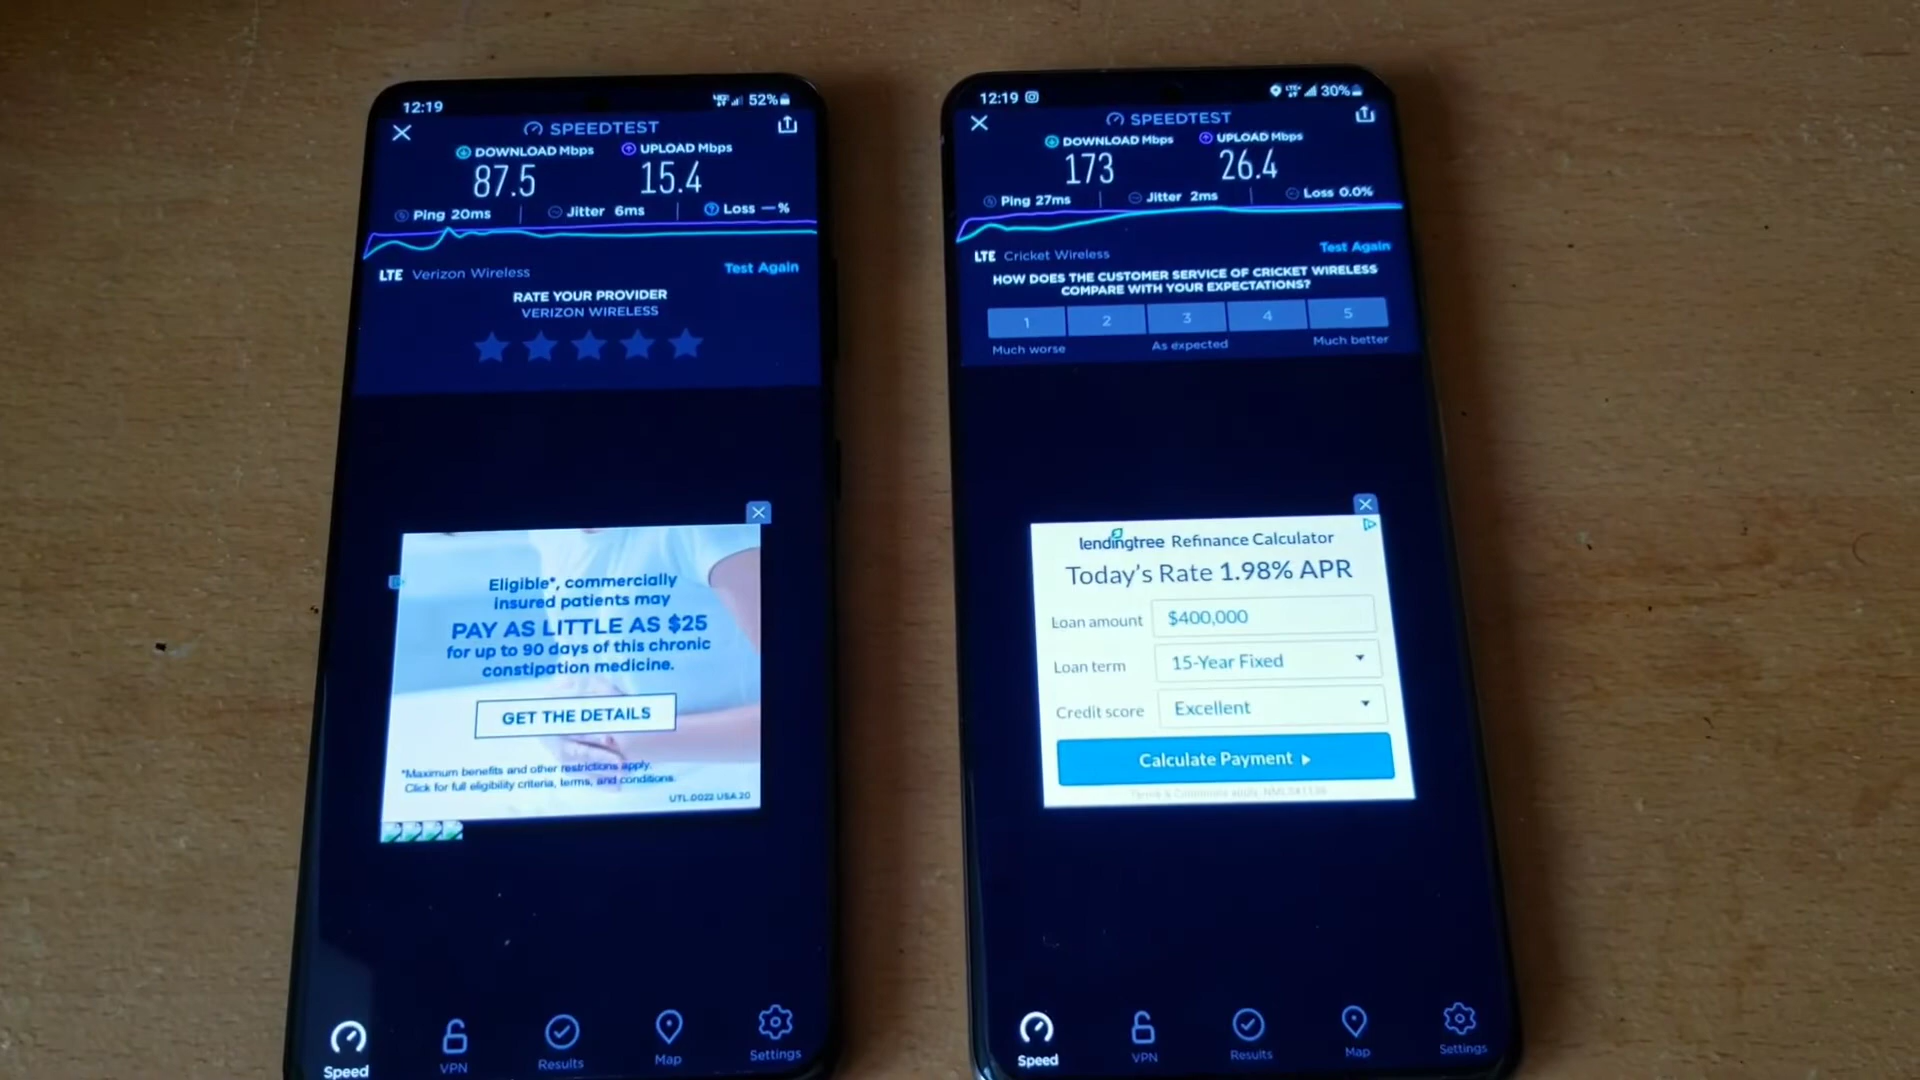 12:19
52%
SPEEDTEST
DOWNLOAD Mbps
UPLOAD Mbps
87.5
15.4
Ping 20ms
Jitter 6ms
Loss —%
LTE Verizon Wireless
Test Again
RATE YOUR PROVIDER
VERIZON WIRELESS
Eligible*, commercially
insured patients may
PAY AS LITTLE AS $25
for up to 90 days of this chronic
constipation medicine.
GET THE DETAILS
*Maximum benefits and other restrictions apply.
Click for full eligibility criteria, terms, and conditions.
UTL.0022 USA.20
Speed
VPN
Results
Map
Settings
12:19
LTE+
30%
SPEEDTEST
DOWNLOAD Mbps
UPLOAD Mbps
173
26.4
Ping 27ms
Jitter 2ms
Loss 0.0%
LTE Cricket Wireless
Test Again
HOW DOES THE CUSTOMER SERVICE OF CRICKET WIRELESS
COMPARE WITH YOUR EXPECTATIONS?
1
2
3
4
5
Much worse
As expected
Much better
lendingtree Refinance Calculator
Today's Rate 1.98% APR
Loan amount
$400,000
Loan term
15-Year Fixed
Credit score
Excellent
Calculate Payment
Speed
VPN
Results
Map
Settings